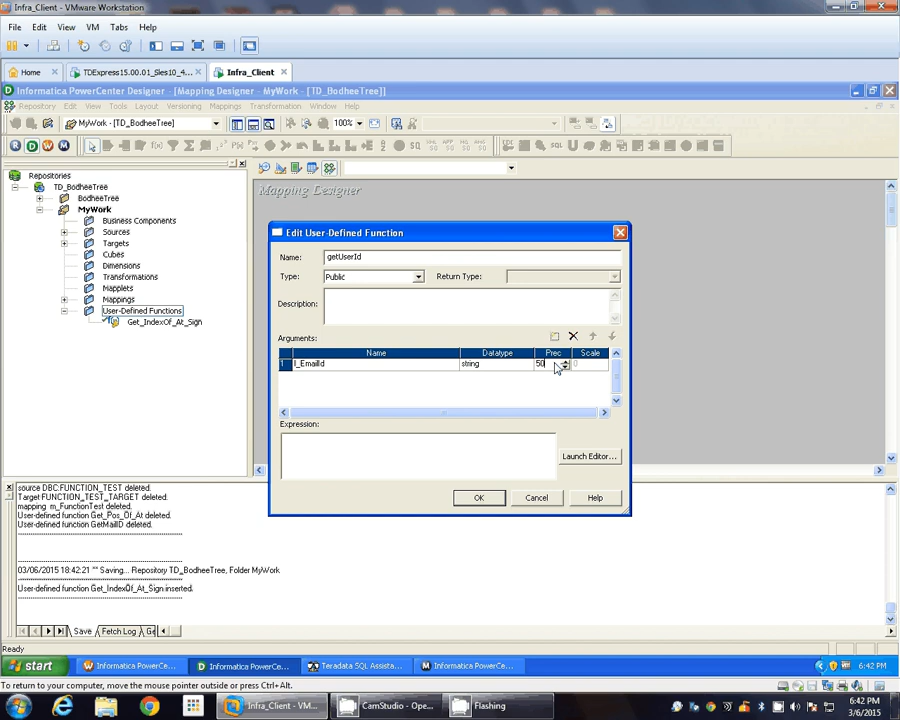 Infra_Client - VMware Workstation
File Edit View VM Tabs Help
Home TDExpress15.00.01_Sles10_4... Infra_Client
Informatica PowerCenter Designer - [Mapping Designer - MyWork - [TD_BodheeTree]]
Repository Edit View Tools Layout Versioning Mappings Transformation Window Help
MyWork - [TD_BodheeTree] 100%
Repositories
TD_BodheeTree
BodheeTree
MyWork
Business Components
Sources
Targets
Cubes
Dimensions
Transformations
Mapplets
Mappings
User-Defined Functions
Get_IndexOf_At_Sign
Mapping Designer
Edit User-Defined Function
Name: getUserId
Type: Public Return Type:
Description:
Arguments:
Name Datatype Prec Scale
1 I_EmailId string 50 0
Expression:
Launch Editor...
OK Cancel Help
source DBC:FUNCTION_TEST deleted.
Target FUNCTION_TEST_TARGET deleted.
mapping m_FunctionTest deleted.
User-defined function Get_Pos_Of_At deleted.
User-defined function GetMailID deleted.
03/06/2015 18:42:21 ** Saving... Repository TD_BodheeTree, Folder MyWork
User-defined function Get_IndexOf_At_Sign inserted.
Save Fetch Log
Ready
start Informatica PowerCe... Informatica PowerCen... Teradata SQL Assista... Informatica PowerCen... 6:42 PM
To return to your computer, move the mouse pointer outside or press Ctrl+Alt.
Infra_Client - VM... CamStudio - Ope... Flashing 6:42 PM
3/6/2015